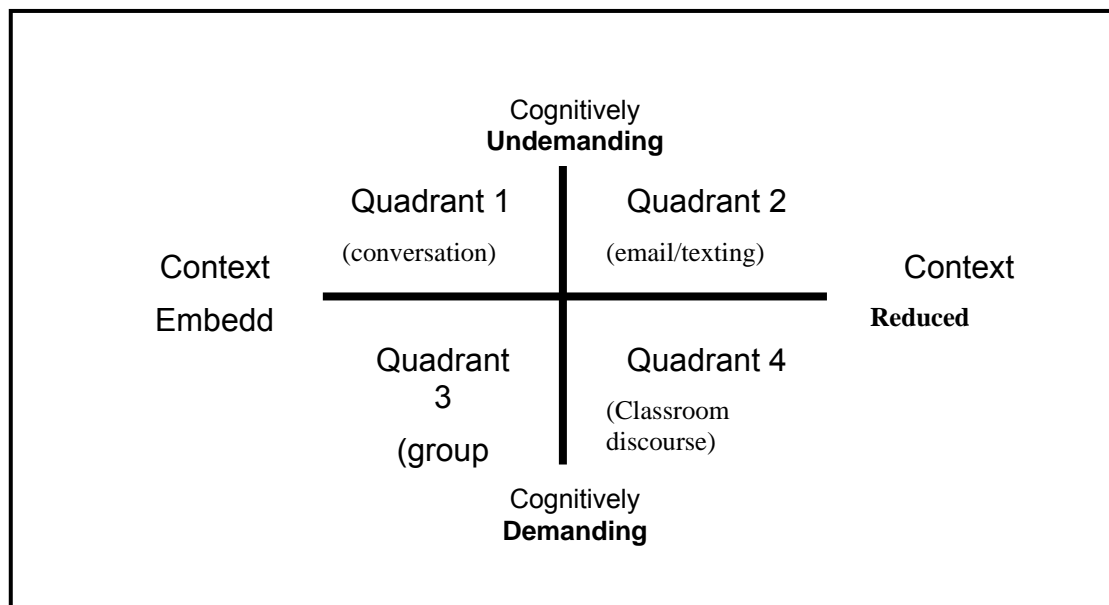 Cognitively
Undemanding
Quadrant 1
Quadrant 2
(conversation)
(email/texting)
Context
Embedd
Context
Reduced
Quadrant
3
(group
Quadrant 4
(Classroom
discourse)
Cognitively
Demanding